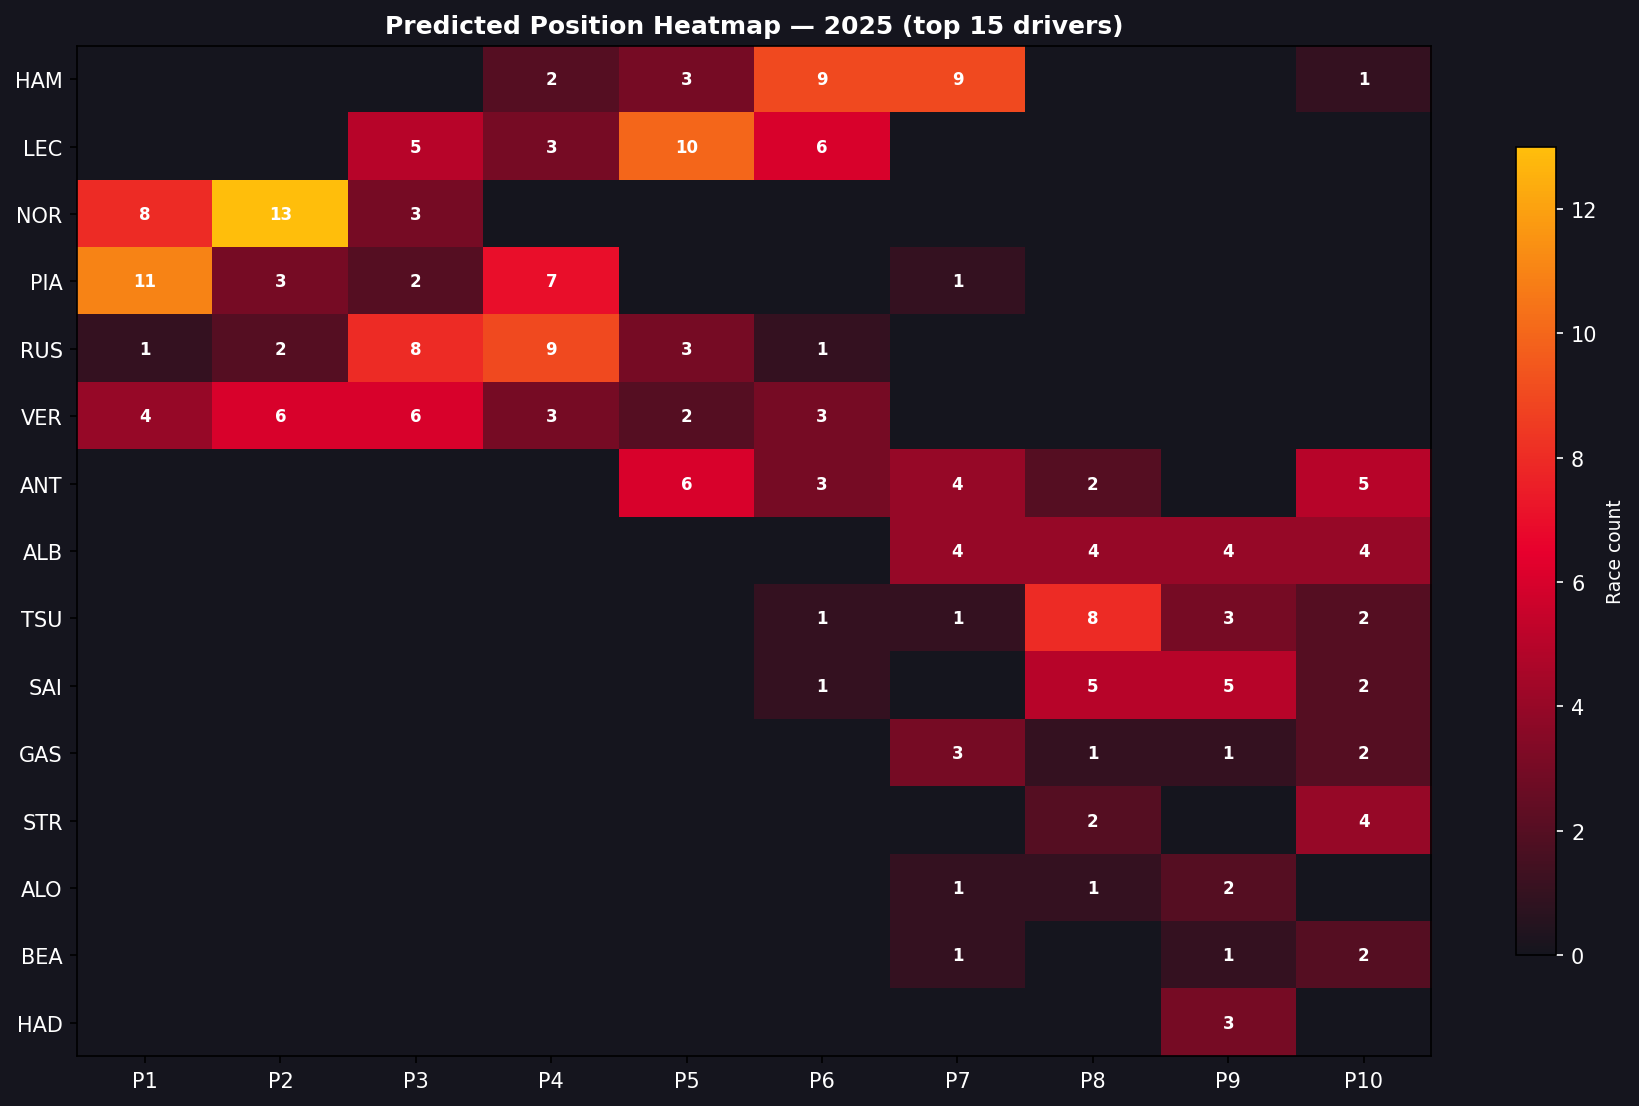 Predicted Position Heatmap — 2025 (top 15 drivers)
HAM 2 3 9 9 1
LEC 5 3 10 6
NOR 8 13 3
PIA 11 3 2 7 1
RUS 1 2 8 9 3 1
VER 4 6 6 3 2 3
ANT 6 3 4 2 5
ALB 4 4 4 4
TSU 1 1 8 3 2
SAI 1 5 5 2
GAS 3 1 1 2
STR 2 4
ALO 1 1 2
BEA 1 1 2
HAD 3
P1 P2 P3 P4 P5 P6 P7 P8 P9 P10
12
10
8
6
4
2
0
Race count